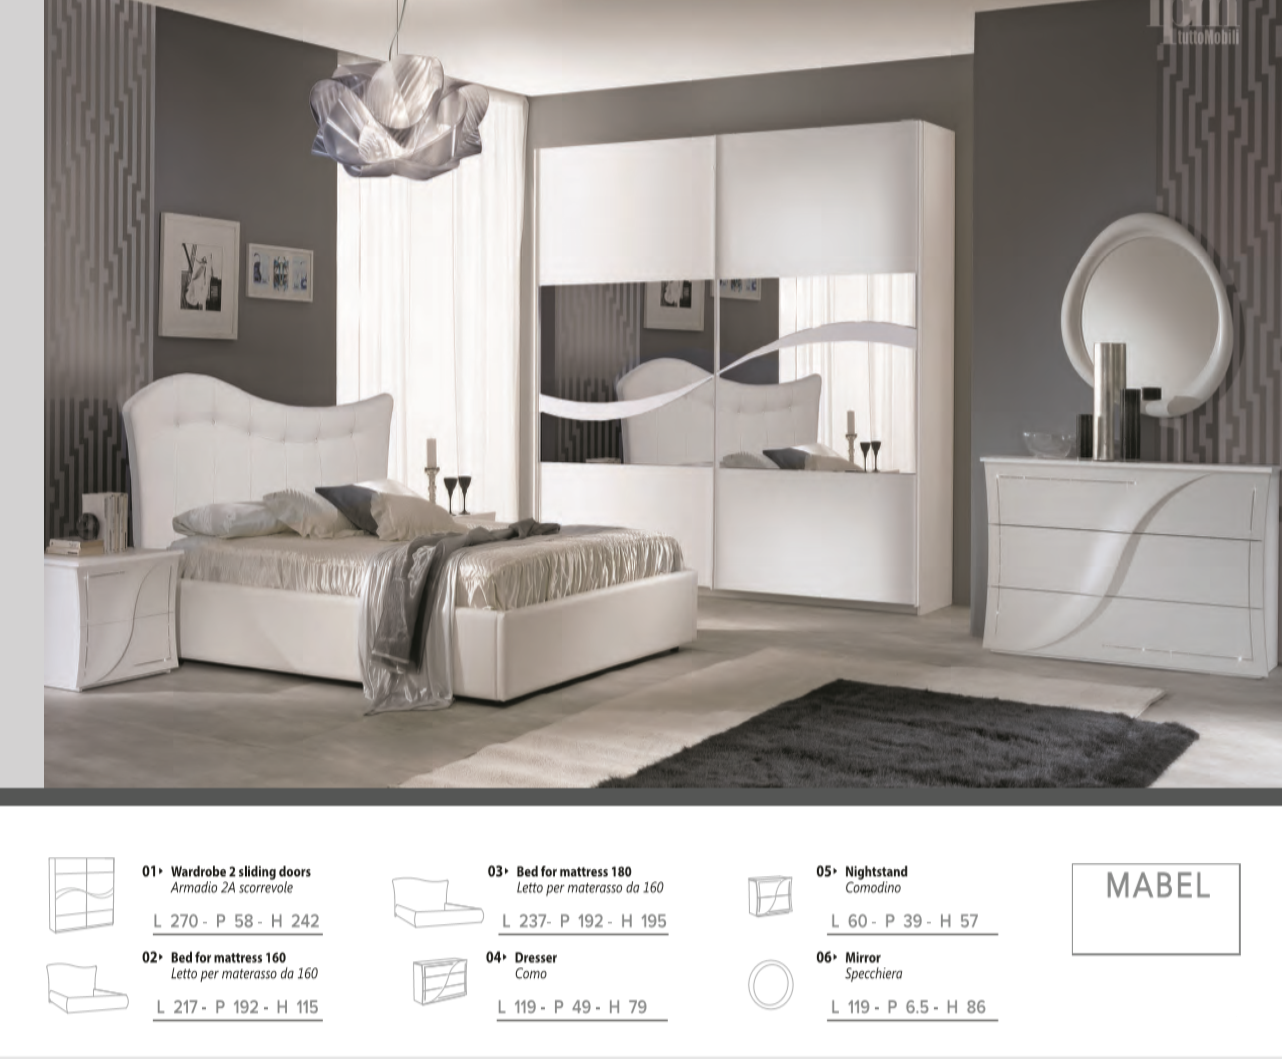 tuttoMobili
01 Wardrobe 2 sliding doors
Armadio 2A scorrevole
L 270 - P 58 - H 242
02 Bed for mattress 160
Letto per materasso da 160
L 217 - P 192 - H 115
03 Bed for mattress 180
Letto per materasso da 160
L 237- P 192 - H 195
04 Dresser
Como
L 119 - P 49 - H 79
05 Nightstand
Comodino
L 60 - P 39 - H 57
06 Mirror
Specchiera
L 119 - P 6.5 - H 86
MABEL